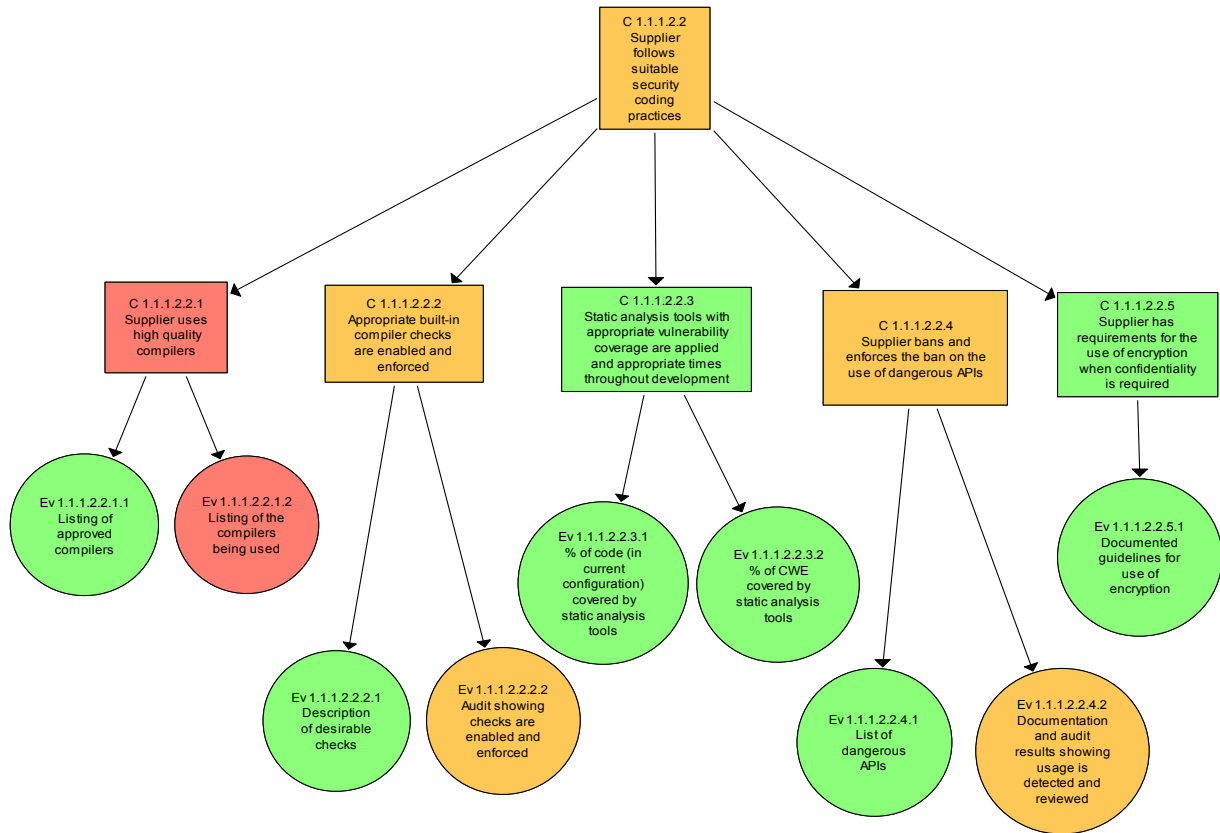 C 1.1.1.2.2
Supplier
follows
suitable
security
coding
practices
C 1.1.1.2.2.1
Supplier uses
high quality
compilers
C 1.1.1.2.2.2
Appropriate built-in
compiler checks
are enabled and
enforced
C 1.1.1.2.2.3
Static analysis tools with
appropriate vulnerability
coverage are applied
and appropriate times
throughout development
C 1.1.1.2.2.4
Supplier bans and
enforces the ban on the
use of dangerous APIs
C 1.1.1.2.2.5
Supplier has
requirements for the
use of encryption
when confidentiality
is required
Ev 1.1.1.2.2.1.1
Listing of
approved
compilers
Ev 1.1.1.2.2.1.2
Listing of the
compilers
being used
Ev 1.1.1.2.2.3.1
% of code (in
current
configuration)
covered by
static analysis
tools
Ev 1.1.1.2.2.3.2
% of CWE
covered by
static analysis
tools
Ev 1.1.1.2.2.5.1
Documented
guidelines for
use of
encryption
Ev 1.1.1.2.2.2.1
Description
of desirable
checks
Ev 1.1.1.2.2.2.2
Audit showing
checks are
enabled and
enforced
Ev 1.1.1.2.2.4.1
List of
dangerous
APIs
Ev 1.1.1.2.2.4.2
Documentation
and audit
results showing
usage is
detected and
reviewed